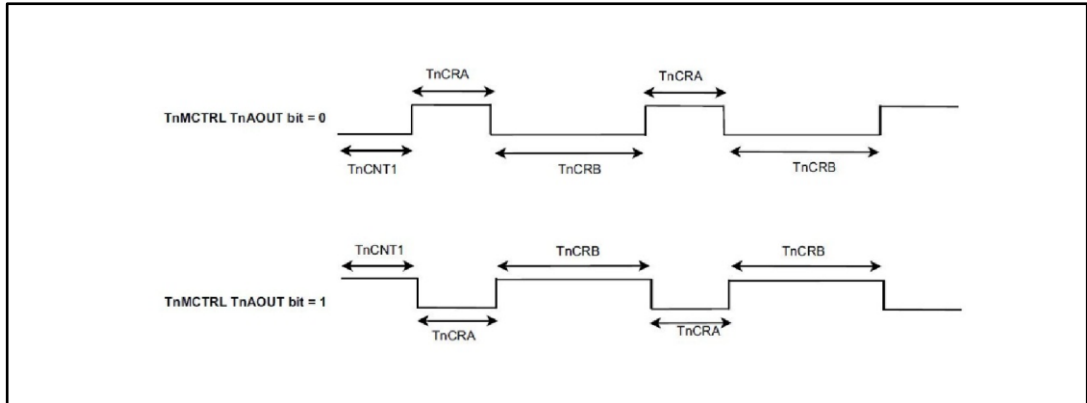 TnCRA TnCRA
TnMCTRL TnAOUT bit = 0
TnCNT1 TnCRB TnCRB
TnCNT1 TnCRB TnCRB
TnMCTRL TnAOUT bit = 1
TnCRA TnCRA